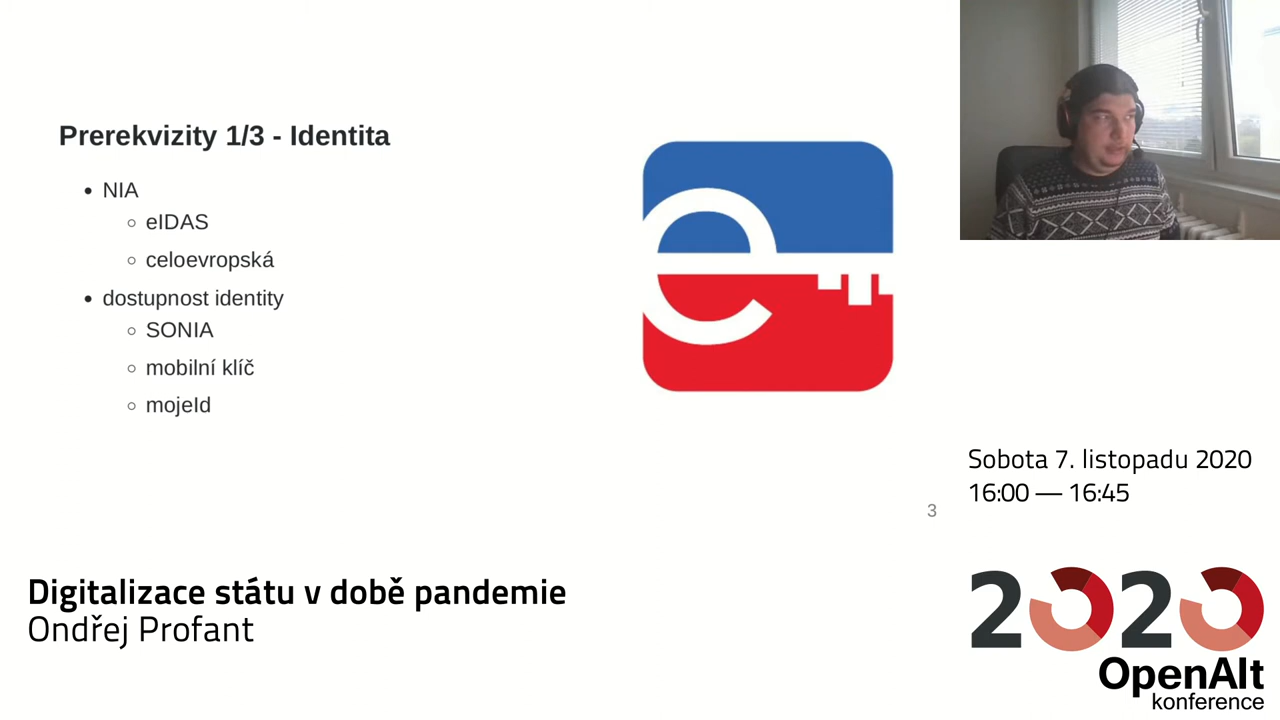 Prerekvizity 1/3 - Identita
NIA
eIDAS
celoevropská
dostupnost identity
SONIA
mobilní klíč
mojeId
3
Sobota 7. listopadu 2020
16:00 — 16:45
Digitalizace státu v době pandemie
Ondřej Profant
2020
OpenAlt
konference